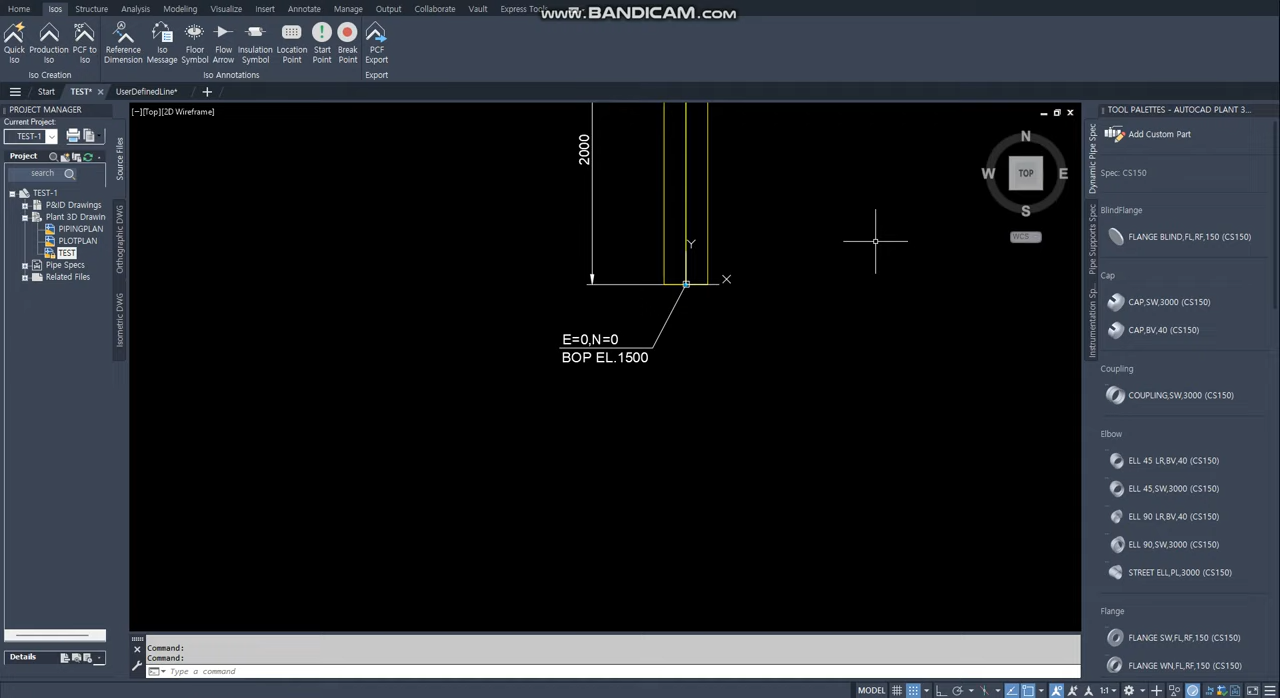 www.BANDICAM.com
Home Isos Structure Analysis Modeling Visualize Insert Annotate Manage Output Collaborate Vault Express Tools
Quick Iso
Production Iso
PCF to Iso
Reference Dimension
Iso Message
Floor Symbol
Flow Arrow
Insulation Symbol
Location Point
Start Point
Break Point
PCF Export
Iso Creation
Iso Annotations
Export
Start TEST* UserDefinedLine*
PROJECT MANAGER
Current Project:
TEST-1
Project
search
TEST-1
P&ID Drawings
Plant 3D Drawin
PIPINGPLAN
PLOTPLAN
TEST
Pipe Specs
Related Files
Details
Source Files
Orthographic DWG
Isometric DWG
[−][Top][2D Wireframe]
2000
Y
X
E=0,N=0
BOP EL.1500
N
W TOP E
S
WCS
Command:
Command:
Type a command
MODEL
1:1
TOOL PALETTES - AUTOCAD PLANT 3...
Dynamic Pipe Spec
Pipe Supports Spec
Instrumentation Sp...
Add Custom Part
Spec: CS150
BlindFlange
FLANGE BLIND,FL,RF,150 (CS150)
Cap
CAP,SW,3000 (CS150)
CAP,BV,40 (CS150)
Coupling
COUPLING,SW,3000 (CS150)
Elbow
ELL 45 LR,BV,40 (CS150)
ELL 45,SW,3000 (CS150)
ELL 90 LR,BV,40 (CS150)
ELL 90,SW,3000 (CS150)
STREET ELL,PL,3000 (CS150)
Flange
FLANGE SW,FL,RF,150 (CS150)
FLANGE WN,FL,RF,150 (CS150)